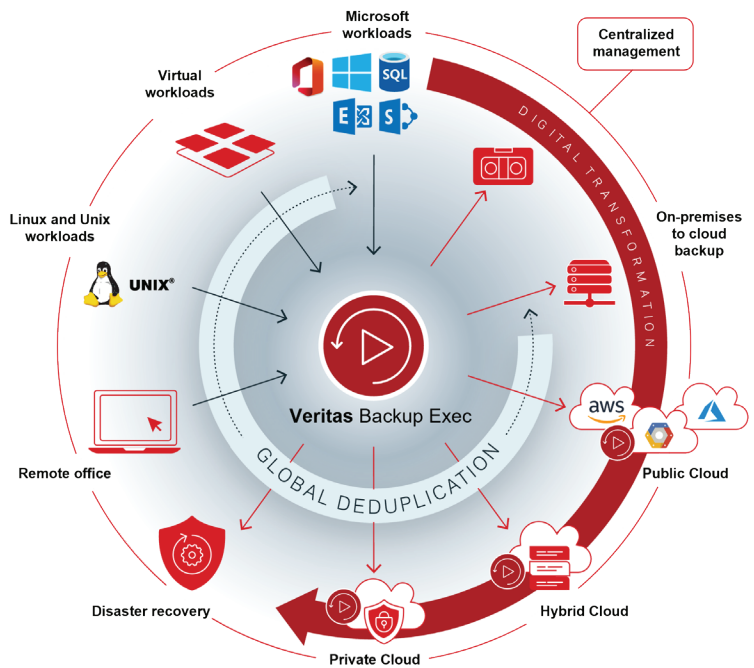 Microsoft
workloads
Centralized
management
Virtual
workloads
SQL
E
S
DIGITAL TRANSFORMATION
Linux and Unix
workloads
UNIX®
On-premises
to cloud
backup
Veritas Backup Exec
aws
GLOBAL DEDUPLICATION
Remote office
Public Cloud
Disaster recovery
Hybrid Cloud
Private Cloud